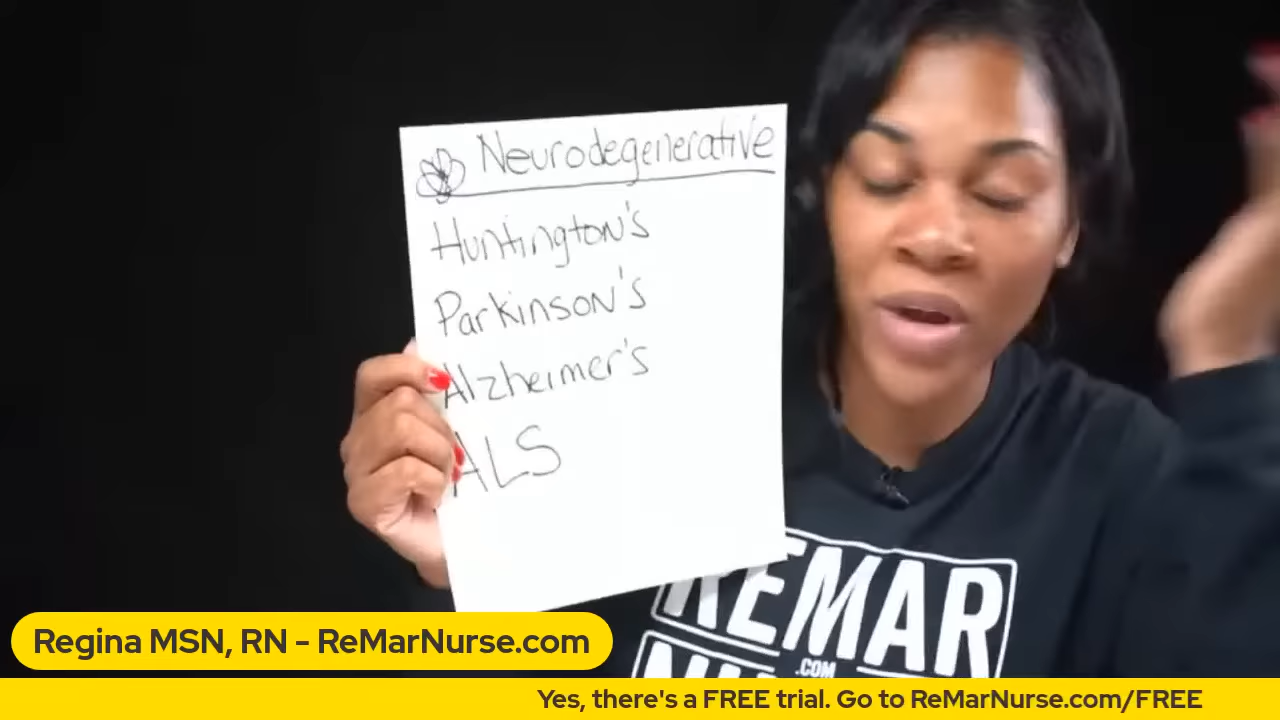 Neurodegenerative
Huntington's
Parkinson's
Alzheimer's
ALS
REMAR
.COM
Regina MSN, RN - ReMarNurse.com
Yes, there's a FREE trial. Go to ReMarNurse.com/FREE